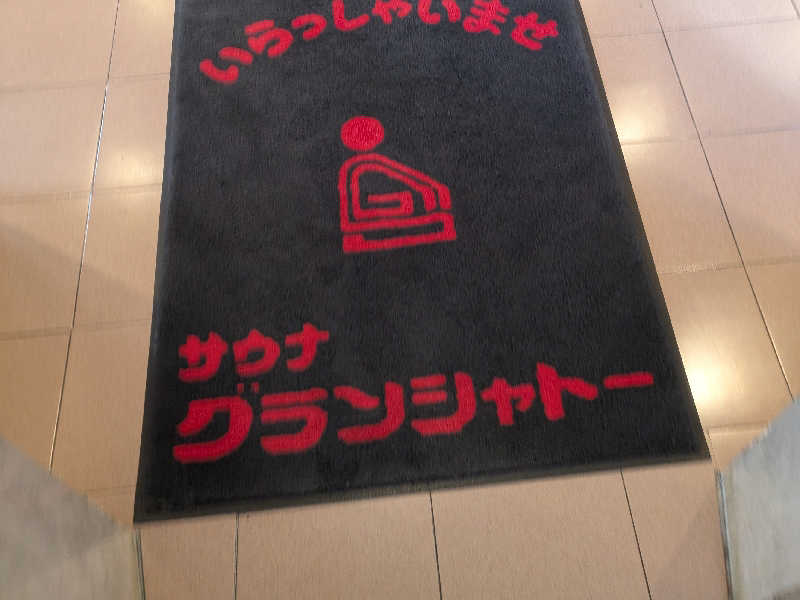 いらっしゃいませ
サウナ
グランシャトー